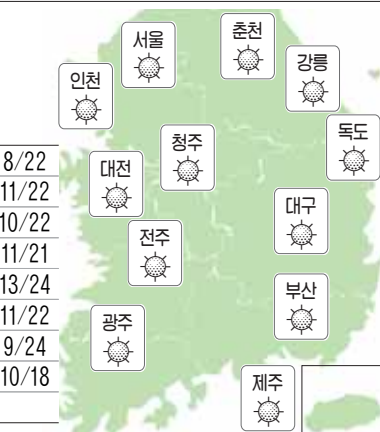 서울
춘천
강릉
인천
독도
청주
대전
대구
전주
부산
광주
제주
8/22
11/22
10/22
11/21
13/24
11/22
9/24
10/18